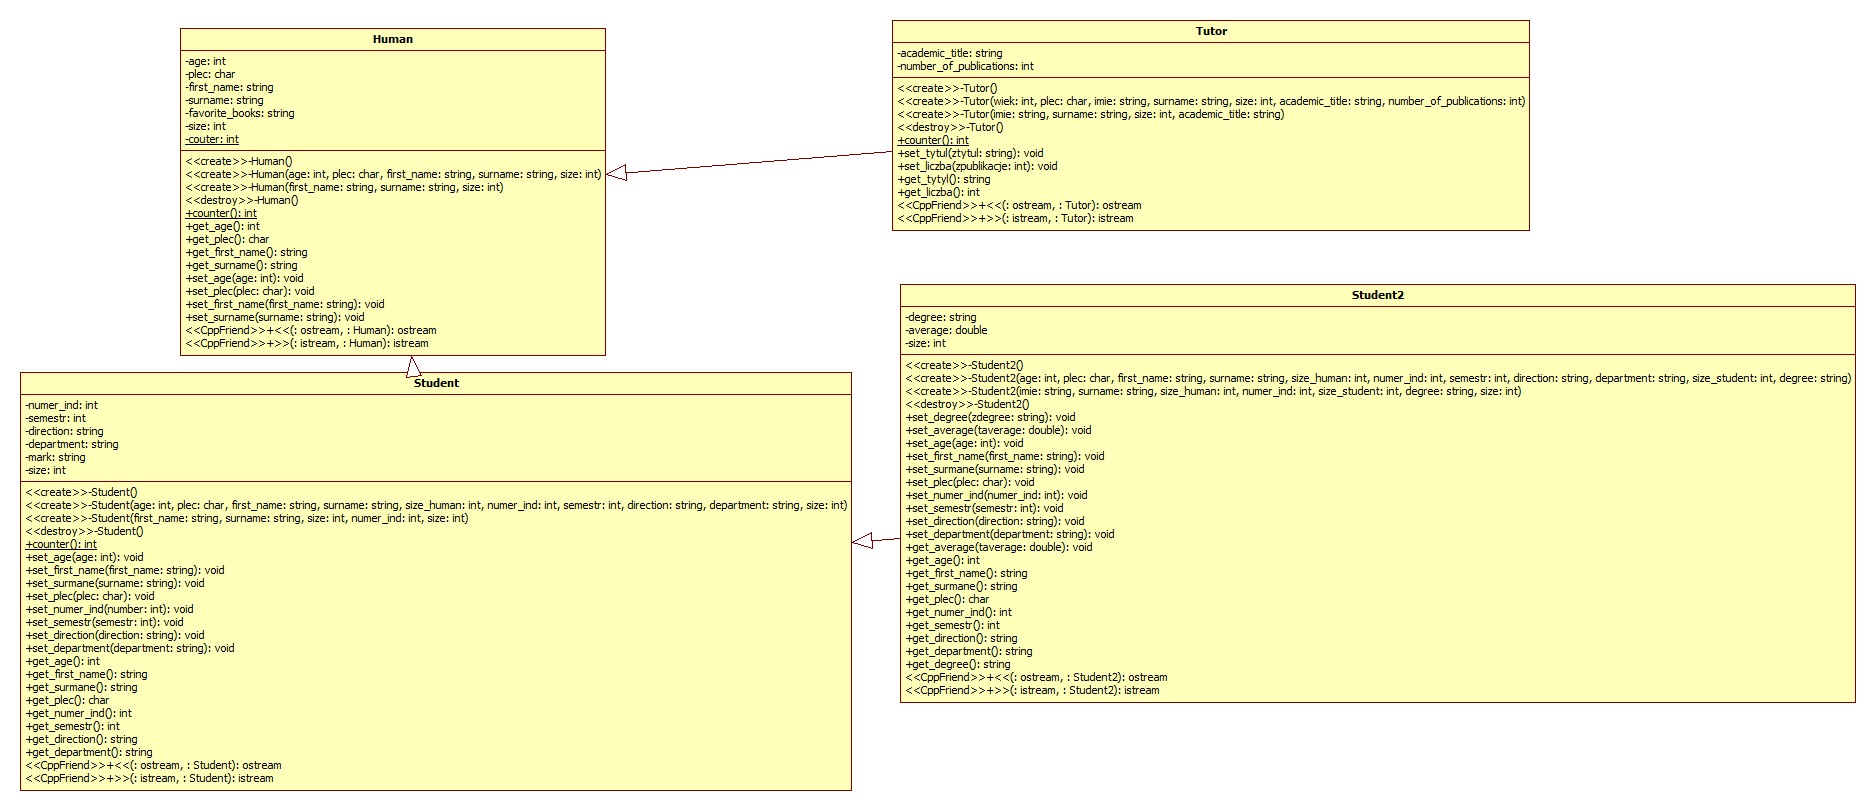 Human
-age: int
-plec: char
-first_name: string
-surname: string
-favorite_books: string
-size: int
-couter: int
<<create>>-Human()
<<create>>-Human(age: int, plec: char, first_name: string, surname: string, size: int)
<<create>>-Human(first_name: string, surname: string, size: int)
<<destroy>>-Human()
+counter(): int
+get_age(): int
+get_plec(): char
+get_first_name(): string
+get_surname(): string
+set_age(age: int): void
+set_plec(plec: char): void
+set_first_name(first_name: string): void
+set_surname(surname: string): void
<<CppFriend>>+<<(: ostream, : Human): ostream
<<CppFriend>>+>>(: istream, : Human): istream
Tutor
-academic_title: string
-number_of_publications: int
<<create>>-Tutor()
<<create>>-Tutor(wiek: int, plec: char, imie: string, surname: string, size: int, academic_title: string, number_of_publications: int)
<<create>>-Tutor(imie: string, surname: string, size: int, academic_title: string)
<<destroy>>-Tutor()
+counter(): int
+set_tytul(ztytul: string): void
+set_liczba(zpublikacje: int): void
+get_tytyl(): string
+get_liczba(): int
<<CppFriend>>+<<(: ostream, : Tutor): ostream
<<CppFriend>>+>>(: istream, : Tutor): istream
Student
-numer_ind: int
-semestr: int
-direction: string
-department: string
-mark: string
-size: int
<<create>>-Student()
<<create>>-Student(age: int, plec: char, first_name: string, surname: string, size_human: int, numer_ind: int, semestr: int, direction: string, department: string, size: int)
<<create>>-Student(first_name: string, surname: string, size: int, numer_ind: int, size: int)
<<destroy>>-Student()
+counter(): int
+set_age(age: int): void
+set_first_name(first_name: string): void
+set_surmane(surname: string): void
+set_plec(plec: char): void
+set_numer_ind(number: int): void
+set_semestr(semestr: int): void
+set_direction(direction: string): void
+set_department(department: string): void
+get_age(): int
+get_first_name(): string
+get_surmane(): string
+get_plec(): char
+get_numer_ind(): int
+get_semestr(): int
+get_direction(): string
+get_department(): string
<<CppFriend>>+<<(: ostream, : Student): ostream
<<CppFriend>>+>>(: istream, : Student): istream
Student2
-degree: string
-average: double
-size: int
<<create>>-Student2()
<<create>>-Student2(age: int, plec: char, first_name: string, surname: string, size_human: int, numer_ind: int, semestr: int, direction: string, department: string, size_student: int, degree: string)
<<create>>-Student2(imie: string, surname: string, size_human: int, numer_ind: int, size_student: int, degree: string, size: int)
<<destroy>>-Student2()
+set_degree(zdegree: string): void
+set_average(taverage: double): void
+set_age(age: int): void
+set_first_name(first_name: string): void
+set_surmane(surname: string): void
+set_plec(plec: char): void
+set_numer_ind(numer_ind: int): void
+set_semestr(semestr: int): void
+set_direction(direction: string): void
+set_department(department: string): void
+get_average(taverage: double): void
+get_age(): int
+get_first_name(): string
+get_surmane(): string
+get_plec(): char
+get_numer_ind(): int
+get_semestr(): int
+get_direction(): string
+get_department(): string
+get_degree(): string
<<CppFriend>>+<<(: ostream, : Student2): ostream
<<CppFriend>>+>>(: istream, : Student2): istream